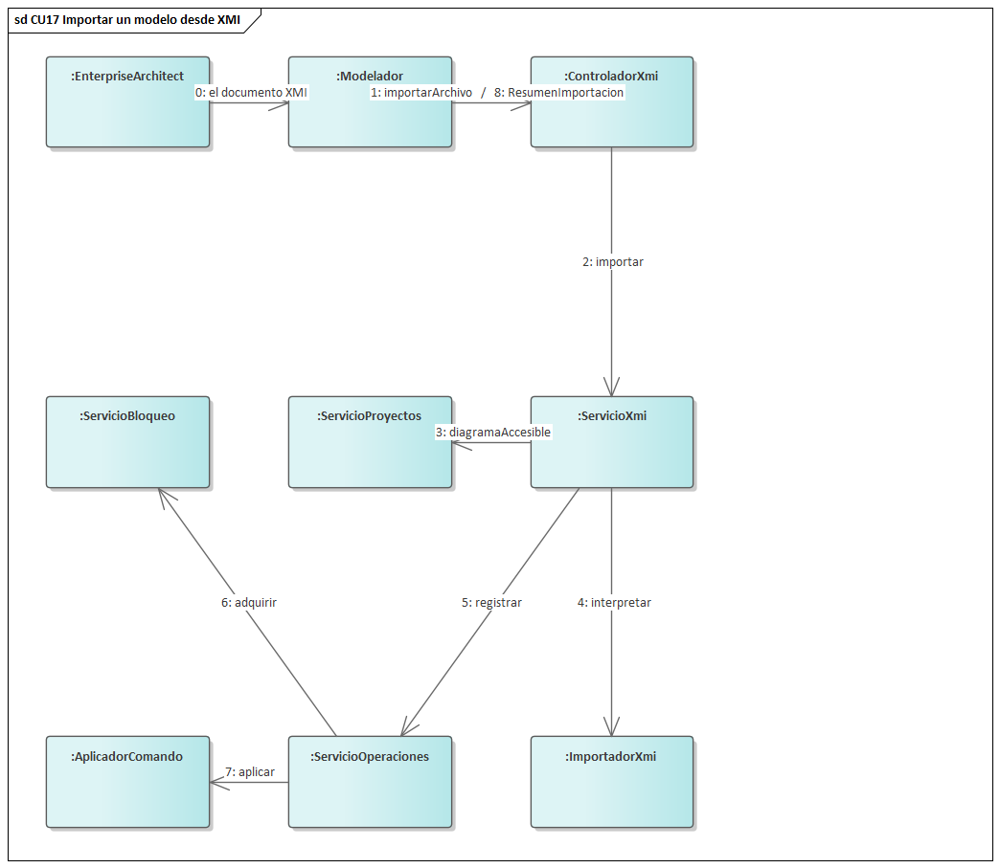 sd CU17 Importar un modelo desde XMI
:EnterpriseArchitect
:Modelador
:ControladorXmi
0: el documento XMI
1: importarArchivo / 8: ResumenImportacion
2: importar
:ServicioBloqueo
:ServicioProyectos
:ServicioXmi
3: diagramaAccesible
6: adquirir
5: registrar
4: interpretar
:AplicadorComando
:ServicioOperaciones
:ImportadorXmi
7: aplicar